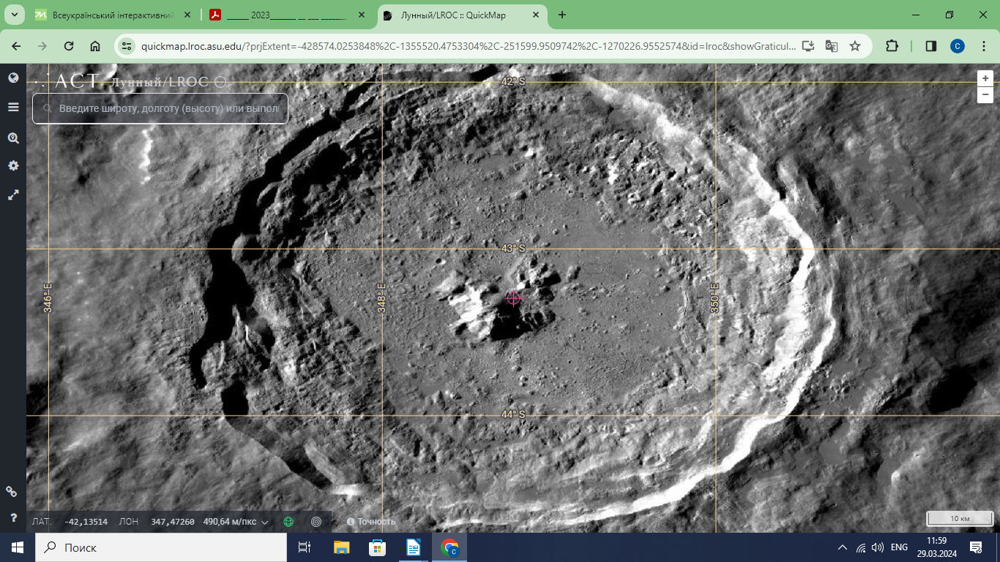 Всеукраїнський інтерактивний
_____ 2023_______ __ ___ ________
Лунный/LROC :: QuickMap
quickmap.lroc.asu.edu/?prjExtent=-428574.0253848%2C-1355520.4753304%2C-251599.9509742%2C-1270226.9552574&id=lroc&showGraticul...
C
ACT Лунный/LROC
Введите широту, долготу (высоту) или выпол
+
−
42° S
43° S
346° E
348° E
350° E
44° S
ЛАТ. -42,13514 ЛОН 347,47260 490,64 м/пкс Точность
10 км
?
Поиск
ENG
11:59
29.03.2024